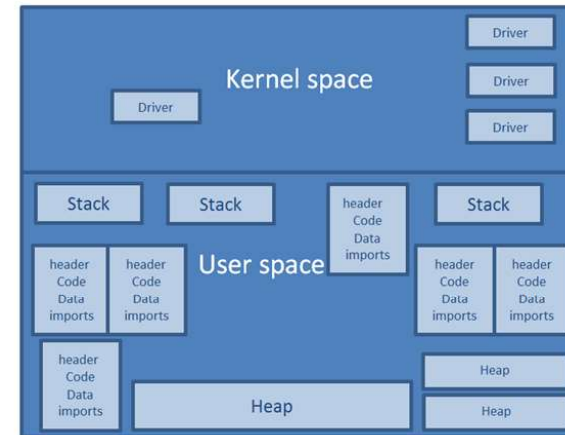 Driver
Kernel space
Driver
Driver
Driver
Stack
Stack
header
Code
Data
imports
Stack
header
Code
Data
imports
header
Code
Data
imports
User space
header
Code
Data
imports
header
Code
Data
imports
header
Code
Data
imports
Heap
Heap
Heap